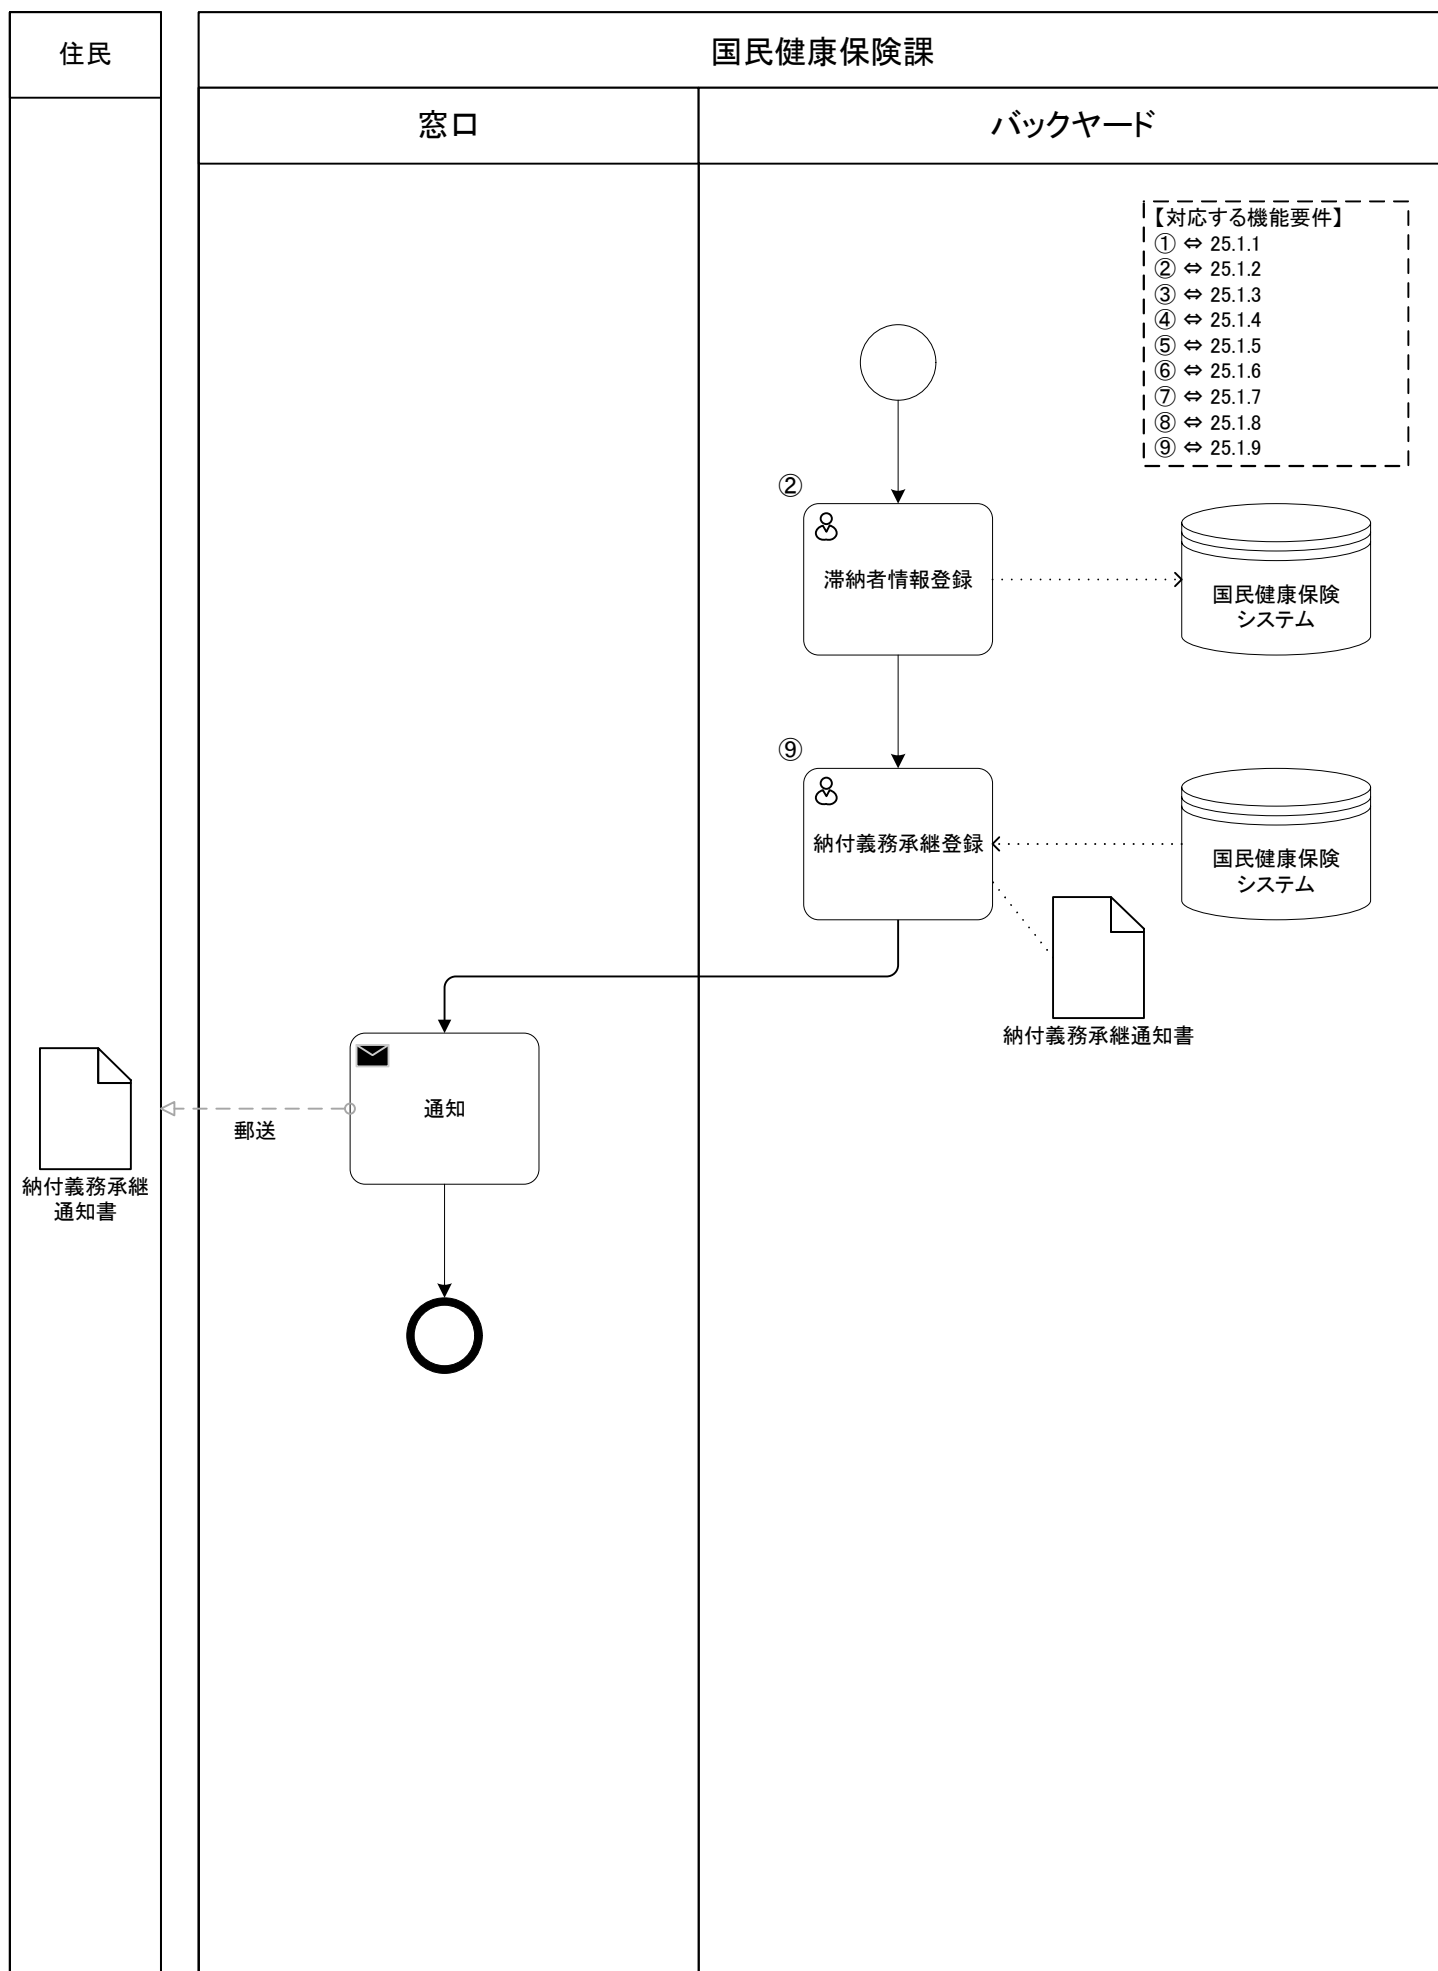 住民
国民健康保険課
窓口
バックヤード
【対応する機能要件】
① ⇔ 25.1.1
② ⇔ 25.1.2
③ ⇔ 25.1.3
④ ⇔ 25.1.4
⑤ ⇔ 25.1.5
⑥ ⇔ 25.1.6
⑦ ⇔ 25.1.7
⑧ ⇔ 25.1.8
⑨ ⇔ 25.1.9
②
滞納者情報登録
国民健康保険
システム
⑨
納付義務承継登録
国民健康保険
システム
納付義務承継通知書
通知
郵送
納付義務承継
通知書